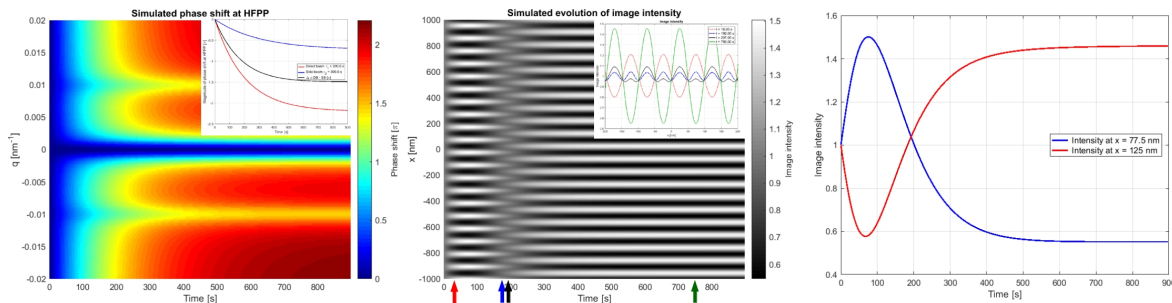 Simulated phase shift at HFPP
0.02
0.015
0.01
0.005
0
-0.005
-0.01
-0.015
-0.02
q [nm⁻¹]
0 100 200 300 400 500 600 700 800
Time [s]
2
1.5
1
0.5
0
Phase shift [π]
Time [s]
Simulated evolution of image intensity
1000
800
600
400
200
0
-200
-400
-600
-800
-1000
x [nm]
0 100 200 300 400 500 600 700 800
Time [s]
1.5
1.4
1.3
1.2
1.1
1
0.9
0.8
0.7
0.6
Image intensity
Image intensity
1.6
1.4
1.2
1
0.8
0.6
0.4
Image intensity
0 100 200 300 400 500 600 700 800 90
Time [s]
Intensity at x = 77.5 nm
Intensity at x = 125 nm